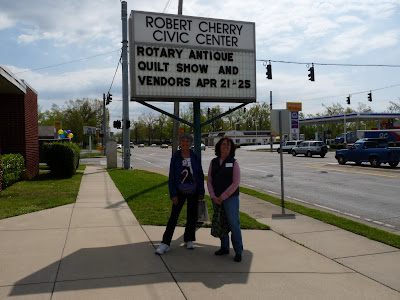 ROBERT CHERRY
CIVIC CENTER
ROTARY ANTIQUE
QUILT SHOW AND
VENDORS APR 21-25